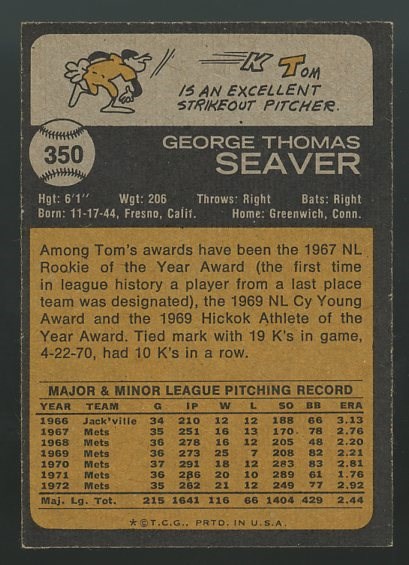 K TOM
IS AN EXCELLENT
STRIKEOUT PITCHER.
350
GEORGE THOMAS
SEAVER
Hgt: 6'1" Wgt: 206 Throws: Right Bats: Right
Born: 11-17-44, Fresno, Calif. Home: Greenwich, Conn.
Among Tom's awards have been the 1967 NL
Rookie of the Year Award (the first time
in league history a player from a last place
team was designated), the 1969 NL Cy Young
Award and the 1969 Hickok Athlete of the
Year Award. Tied mark with 19 K's in game,
4-22-70, had 10 K's in a row.
MAJOR & MINOR LEAGUE PITCHING RECORD
YEAR TEAM G IP W L SO BB ERA
1966 Jack'ville 34 210 12 12 188 66 3.13
1967 Mets 35 251 16 13 170 78 2.76
1968 Mets 36 278 16 12 205 48 2.20
1969 Mets 36 273 25 7 208 82 2.21
1970 Mets 37 291 18 12 283 83 2.81
1971 Mets 36 286 20 10 289 61 1.76
1972 Mets 35 262 21 12 249 77 2.92
Maj. Lg. Tot. 215 1641 116 66 1404 429 2.44
*©T.C.G., PRTD. IN U.S.A.